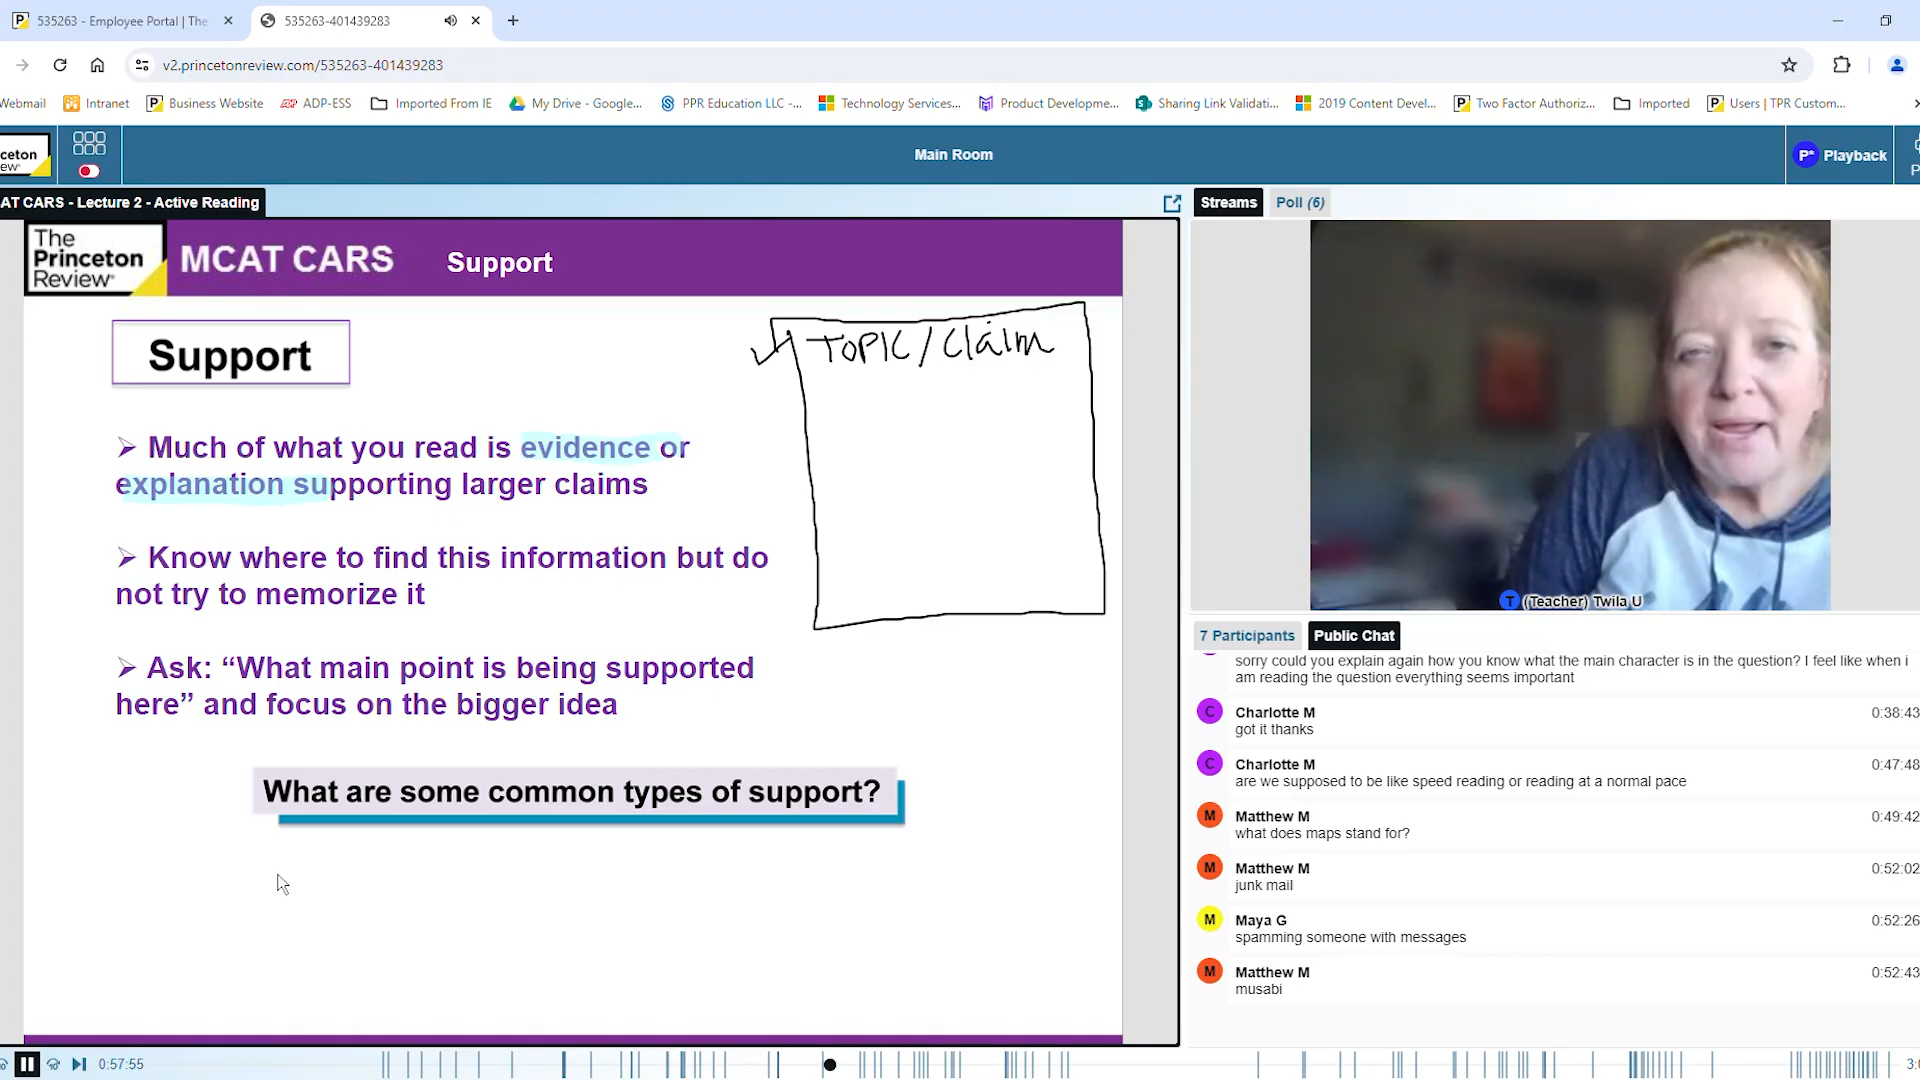 535263 - Employee Portal | The
535263-401439283
v2.princetonreview.com/535263-401439283
Webmail
Intranet
Business Website
ADP-ESS
Imported From IE
My Drive - Google...
PPR Education LLC -...
Technology Services...
Product Developme...
Sharing Link Validati...
2019 Content Devel...
Two Factor Authoriz...
Imported
Users | TPR Custom...
Main Room
P* Playback
AT CARS - Lecture 2 - Active Reading
Streams
Poll (6)
The
Princeton
Review
MCAT CARS
Support
Support
TOPIC / Claim
➢ Much of what you read is evidence or
explanation supporting larger claims
➢ Know where to find this information but do
not try to memorize it
➢ Ask: “What main point is being supported
here” and focus on the bigger idea
What are some common types of support?
T (Teacher) Twila U
7 Participants
Public Chat
sorry could you explain again how you know what the main character is in the question? I feel like when i
am reading the question everything seems important
C Charlotte M 0:38:43
got it thanks
C Charlotte M 0:47:48
are we supposed to be like speed reading or reading at a normal pace
M Matthew M 0:49:42
what does maps stand for?
M Matthew M 0:52:02
junk mail
M Maya G 0:52:26
spamming someone with messages
M Matthew M 0:52:43
musabi
0:57:55